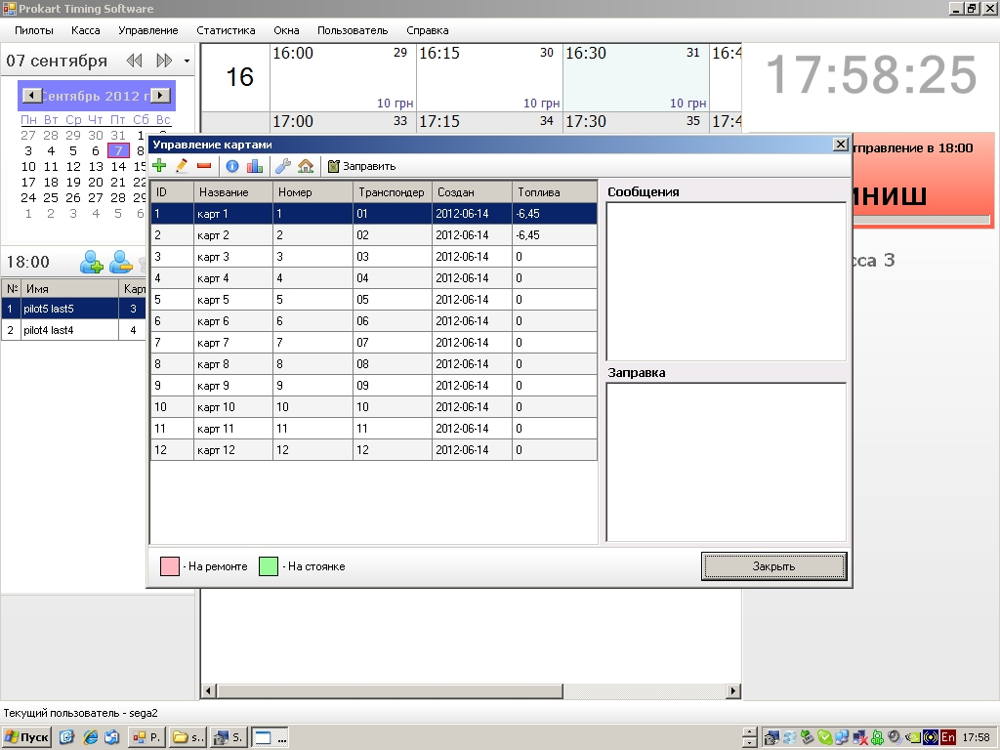 Prokart Timing Software
Пилоты Касса Управление Статистика Окна Пользователь Справка
07 сентября
16 16:00 29 16:15 30 16:30 31 16:4
10 грн 10 грн 10 грн
17:00 33 17:15 34 17:30 35 17:4
17:58:25
ентябрь 2012 г
Пн Вт Ср Чт Пт Сб Вс
27 28 29 30 31 1
3 4 5 6 7 8
10 11 12 13 14 15
17 18 19 20 21 22
24 25 26 27 28 29
1 2 3 4 5 6
18:00
№ Имя Карт
1 pilot5 last5 3
2 pilot4 last4 4
тправление в 18:00
ИНИШ
сса 3
Управление картами
Заправить
ID Название Номер Транспондер Создан Топлива
1 карт 1 1 01 2012-06-14 -6,45
2 карт 2 2 02 2012-06-14 -6,45
3 карт 3 3 03 2012-06-14 0
4 карт 4 4 04 2012-06-14 0
5 карт 5 5 05 2012-06-14 0
6 карт 6 6 06 2012-06-14 0
7 карт 7 7 07 2012-06-14 0
8 карт 8 8 08 2012-06-14 0
9 карт 9 9 09 2012-06-14 0
10 карт 10 10 10 2012-06-14 0
11 карт 11 11 11 2012-06-14 0
12 карт 12 12 12 2012-06-14 0
Сообщения
Заправка
- На ремонте - На стоянке
Закрыть
Текущий пользователь - sega2
Пуск P. s.. S. ... En 17:58